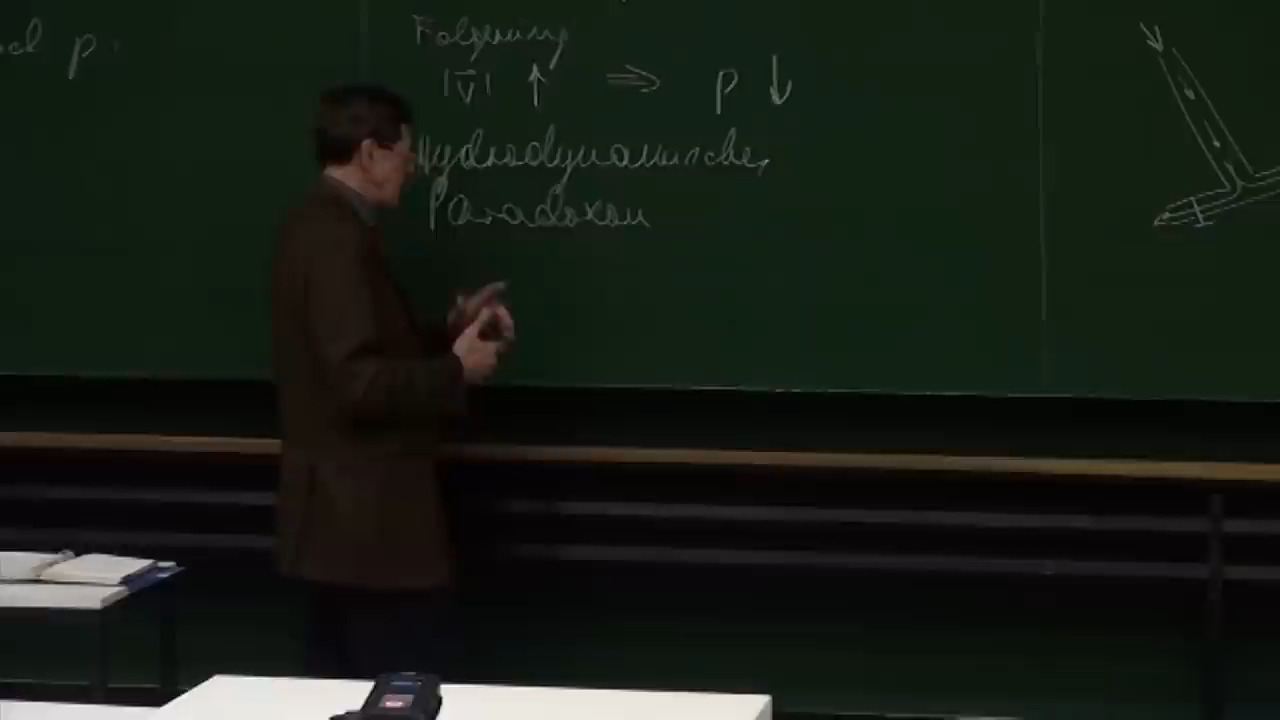 p.
Folgerung
|v⃗| ↑ ⇒ p ↓
Hydrodynamisches
Paradoxon